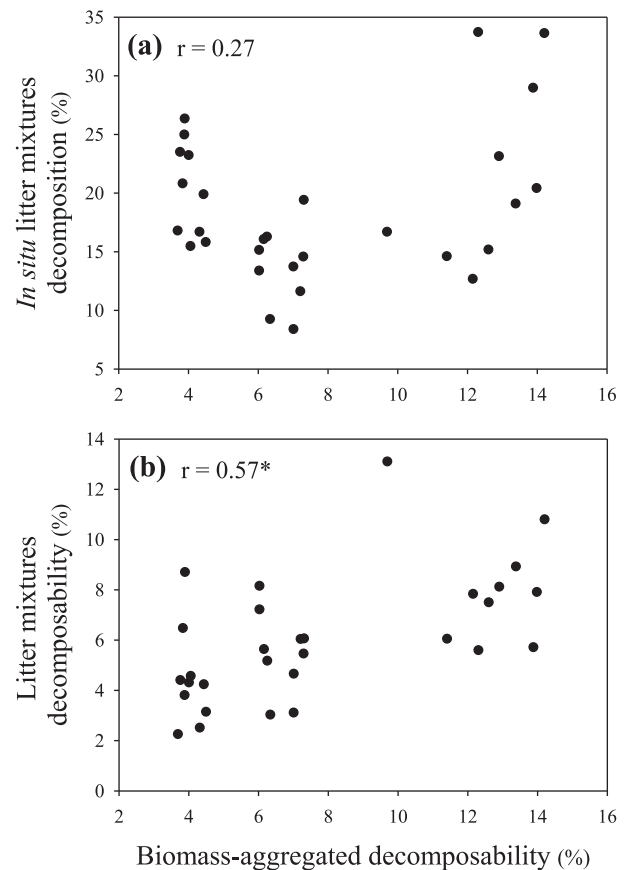 (a) r = 0.27
In situ litter mixtures
decomposition (%)
35
30
25
20
15
10
5
2 4 6 8 10 12 14 16
(b) r = 0.57*
Litter mixtures
decomposability (%)
14
12
10
8
6
4
2
0
2 4 6 8 10 12 14 16
Biomass-aggregated decomposability (%)